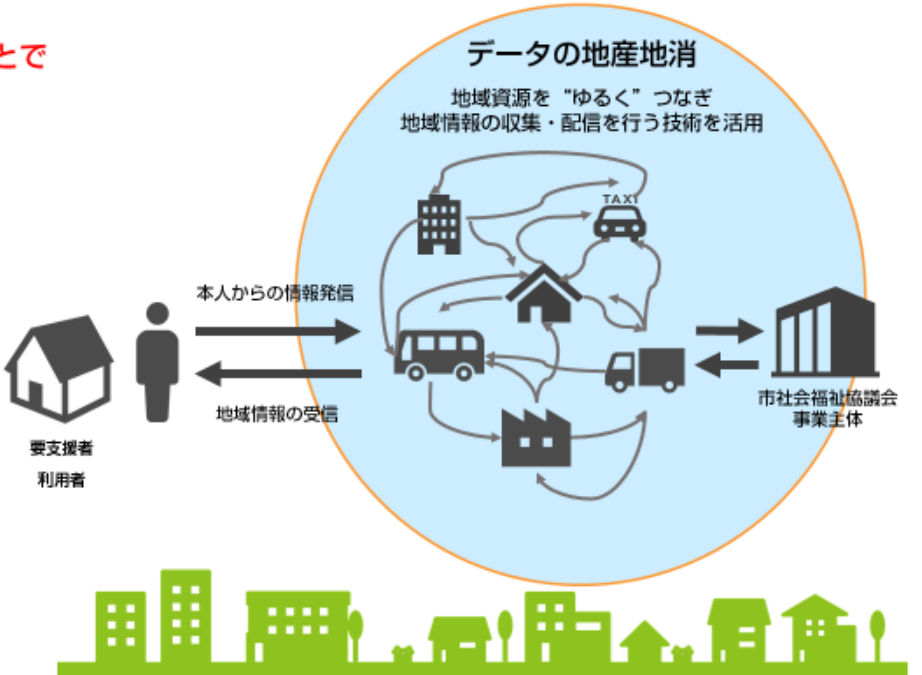 とで
データの地産地消
地域資源を“ゆるく”つなぎ
地域情報の収集・配信を行う技術を活用
TAXI
本人からの情報発信
地域情報の受信
要支援者
利用者
市社会福祉協議会
事業主体